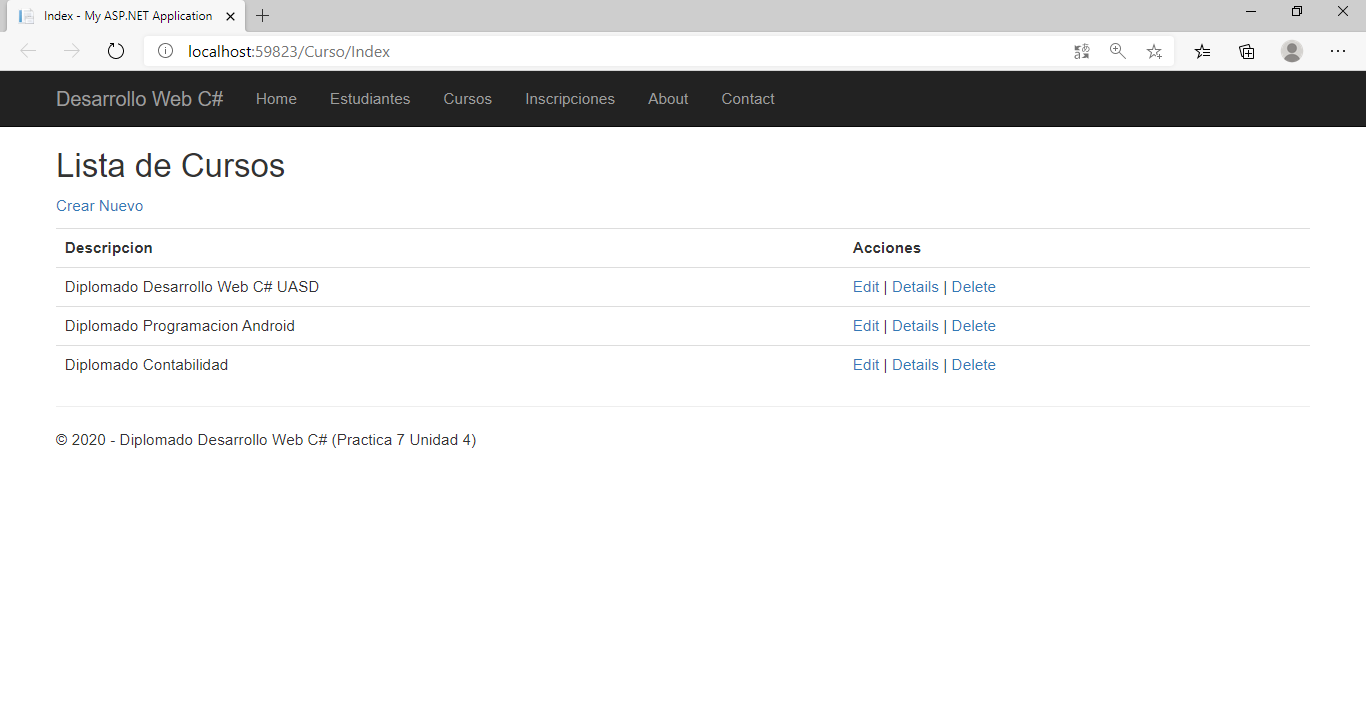 Index - My ASP.NET Application
localhost:59823/Curso/Index
Desarrollo Web C# Home Estudiantes Cursos Inscripciones About Contact
Lista de Cursos
Crear Nuevo
Descripcion Acciones
Diplomado Desarrollo Web C# UASD Edit | Details | Delete
Diplomado Programacion Android Edit | Details | Delete
Diplomado Contabilidad Edit | Details | Delete
© 2020 - Diplomado Desarrollo Web C# (Practica 7 Unidad 4)